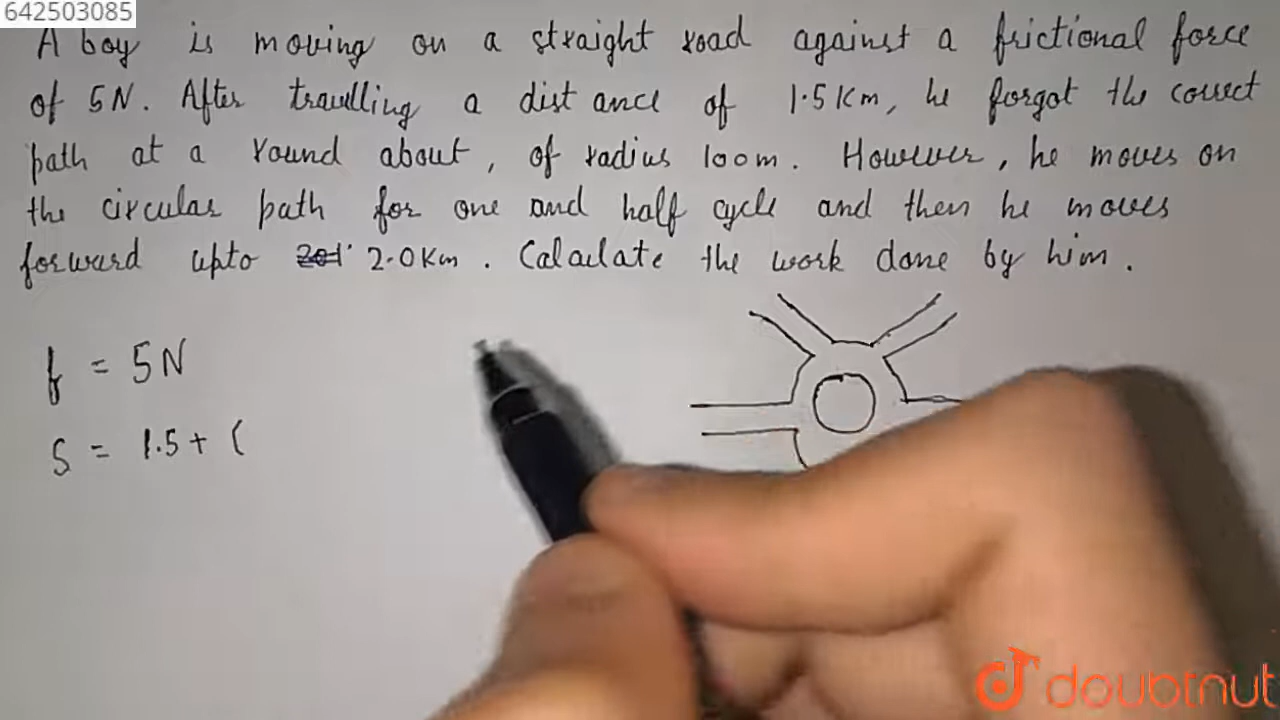 642503085
A boy is moving on a straight road against a frictional force
of 5N. After travelling a distance of 1.5 Km, he forgot the correct
path at a round about, of radius 100m. However, he moves on
the circular path for one and half cycle and then he moves
forward upto 2.0 Km. Calculate the work done by him.
f = 5N
S = 1.5 + (
doubtnut